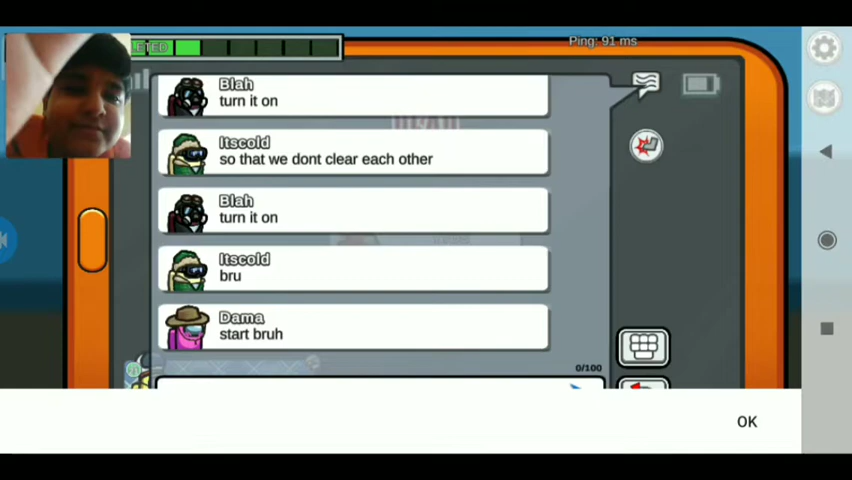 LETED
Ping: 91 ms
Blah
turn it on
Itscold
so that we dont clear each other
Blah
turn it on
Itscold
bru
Dama
start bruh
0/100
OK